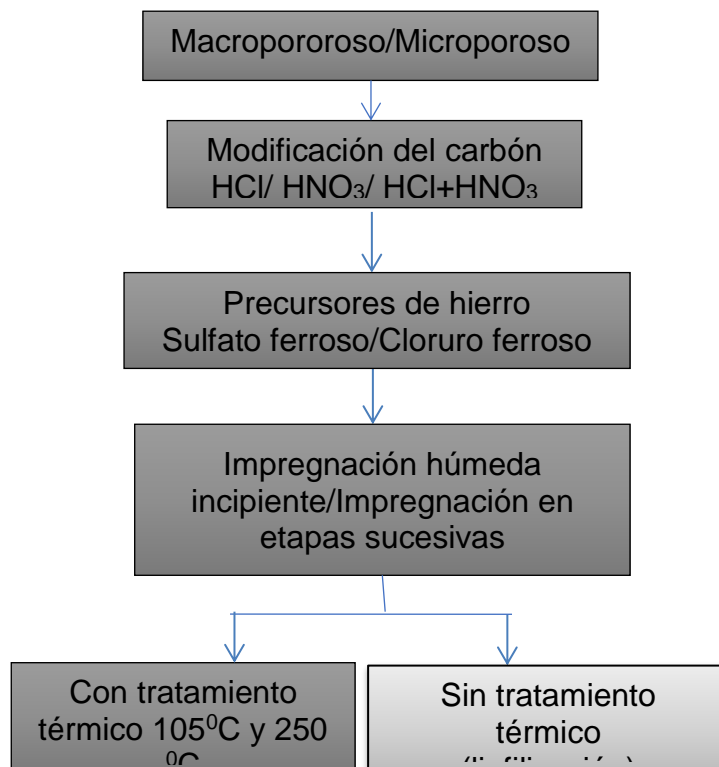 Macropororoso/Microporoso
Modificación del carbón
HCl/ HNO₃/ HCl+HNO₃
Precursores de hierro
Sulfato ferroso/Cloruro ferroso
Impregnación húmeda
incipiente/Impregnación en
etapas sucesivas
Con tratamiento
térmico 105⁰C y 250
⁰C
Sin tratamiento
térmico